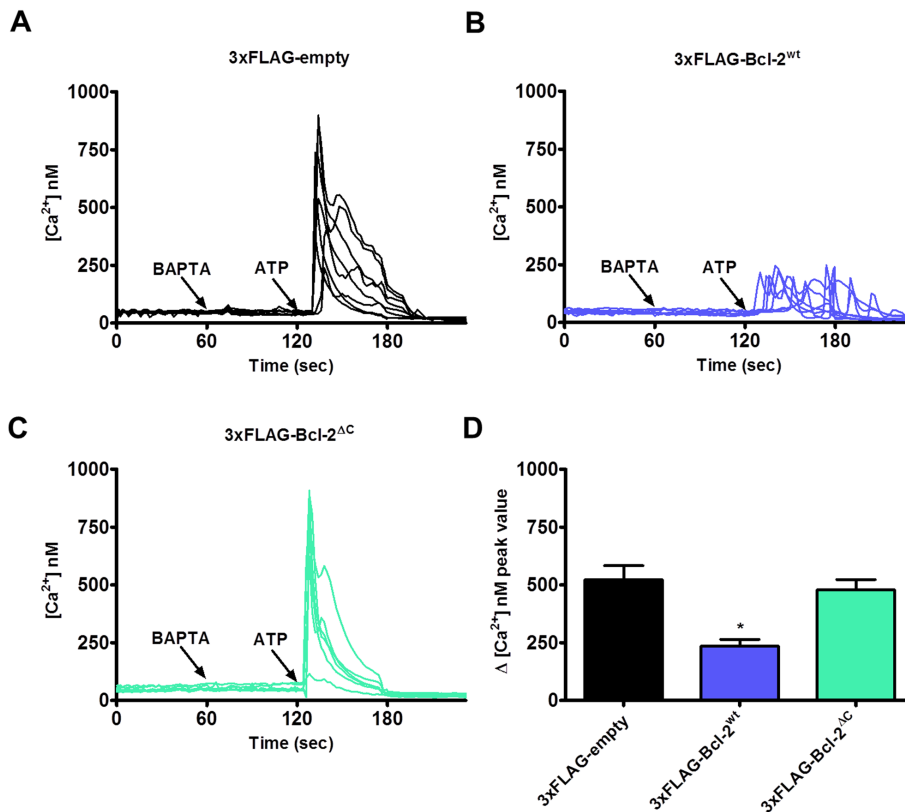 A
3xFLAG-empty
1000
750
500
250
0
[Ca²⁺] nM
BAPTA
ATP
0
60
120
180
Time (sec)
B
3xFLAG-Bcl-2ʷᵗ
1000
750
500
250
0
[Ca²⁺] nM
BAPTA
ATP
0
60
120
180
Time (sec)
C
3xFLAG-Bcl-2ΔC
1000
750
500
250
0
[Ca²⁺] nM
BAPTA
ATP
0
60
120
180
Time (sec)
D
1000
750
500
250
0
Δ [Ca²⁺] nM peak value
*
3xFLAG-empty
3xFLAG-Bcl-2ʷᵗ
3xFLAG-Bcl-2ΔC